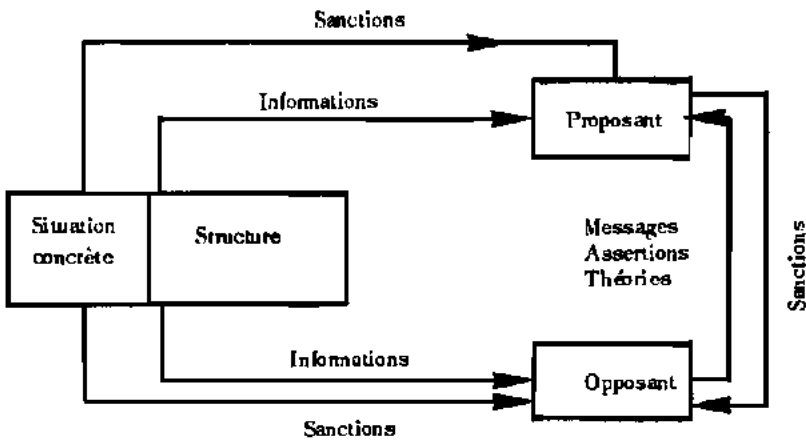 Sanctions
Informations
Proposant
Situation
concrète
Structure
Messages
Assertions
Théories
Sanctions
Informations
Opposant
Sanctions